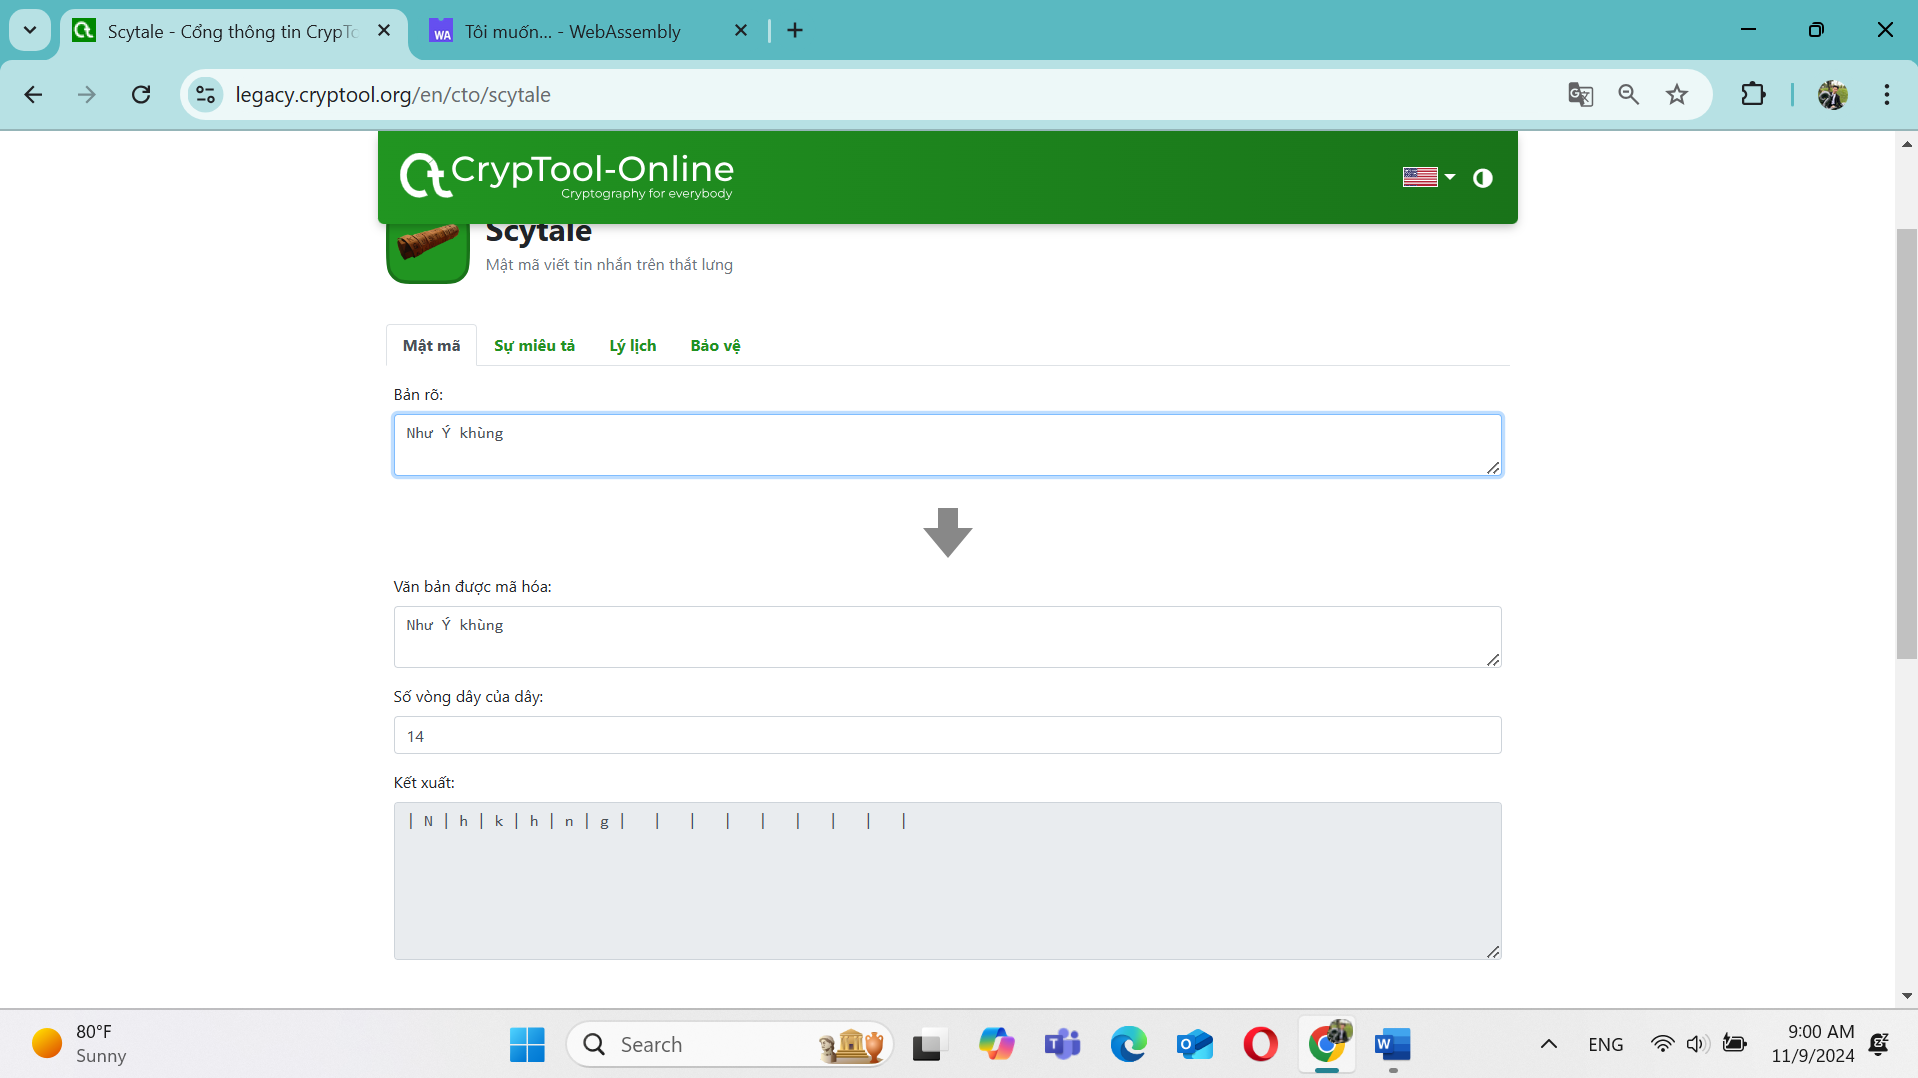 Scytale - Cổng thông tin CrypTo
Tôi muốn... - WebAssembly
legacy.cryptool.org/en/cto/scytale
CrypTool-Online
Cryptography for everybody
Scytale
Mật mã viết tin nhắn trên thắt lưng
Mật mã
Sự miêu tả
Lý lịch
Bảo vệ
Bản rõ:
Như Ý khùng
Văn bản được mã hóa:
Như Ý khùng
Số vòng dây của dây:
14
Kết xuất:
| N | h | k | h | n | g |   |   |   |   |   |   |   |   |
80°F
Sunny
Search
ENG
9:00 AM
11/9/2024